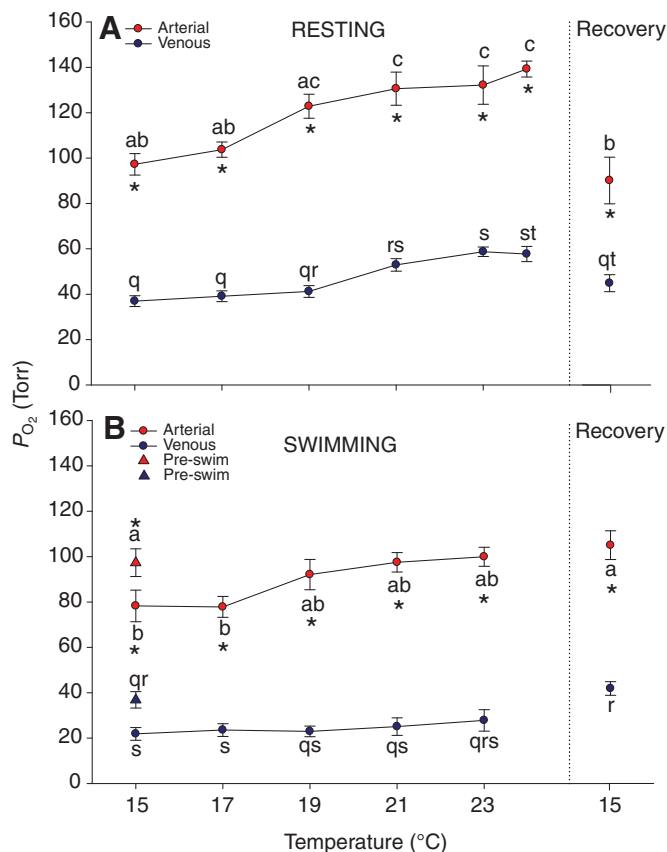 A
Arterial
Venous
RESTING
Recovery
160
140
120
100
80
60
40
20
0
ab
ab
ac
c
c
c
b
* * * * * * *
q
q
qr
rs
s
st
qt
PO2 (Torr)
B
Arterial
Venous
Pre-swim
Pre-swim
SWIMMING
Recovery
160
140
120
100
80
60
40
20
0
*
a
b
b
ab
ab
ab
a
* * * * * *
qr
s
s
qs
qs
qrs
r
15 17 19 21 23 15
Temperature (°C)